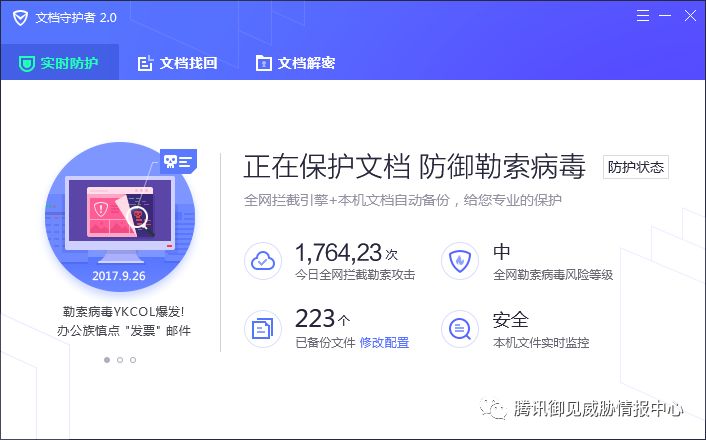 文档守护者 2.0
实时防护
文档找回
文档解密
正在保护文档 防御勒索病毒
防护状态
全网拦截引擎+本机文档自动备份，给您专业的保护
1,764,23 次
今日全网拦截勒索攻击
中
全网勒索病毒风险等级
2017.9.26
勒索病毒YKCOL爆发!
办公族慎点 "发票" 邮件
223 个
已备份文件 修改配置
安全
本机文件实时监控
腾讯御见威胁情报中心